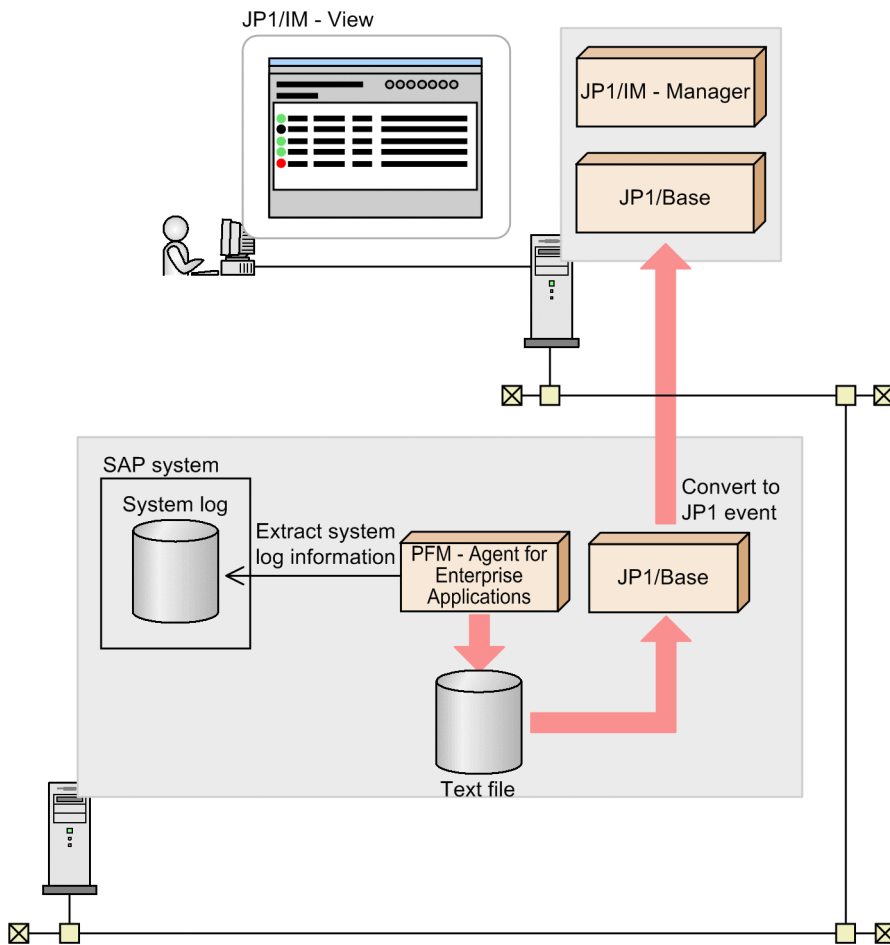 JP1/IM - View
JP1/IM - Manager
JP1/Base
SAP system
System log
Extract system
log information
PFM - Agent for
Enterprise
Applications
Convert to
JP1 event
JP1/Base
Text file